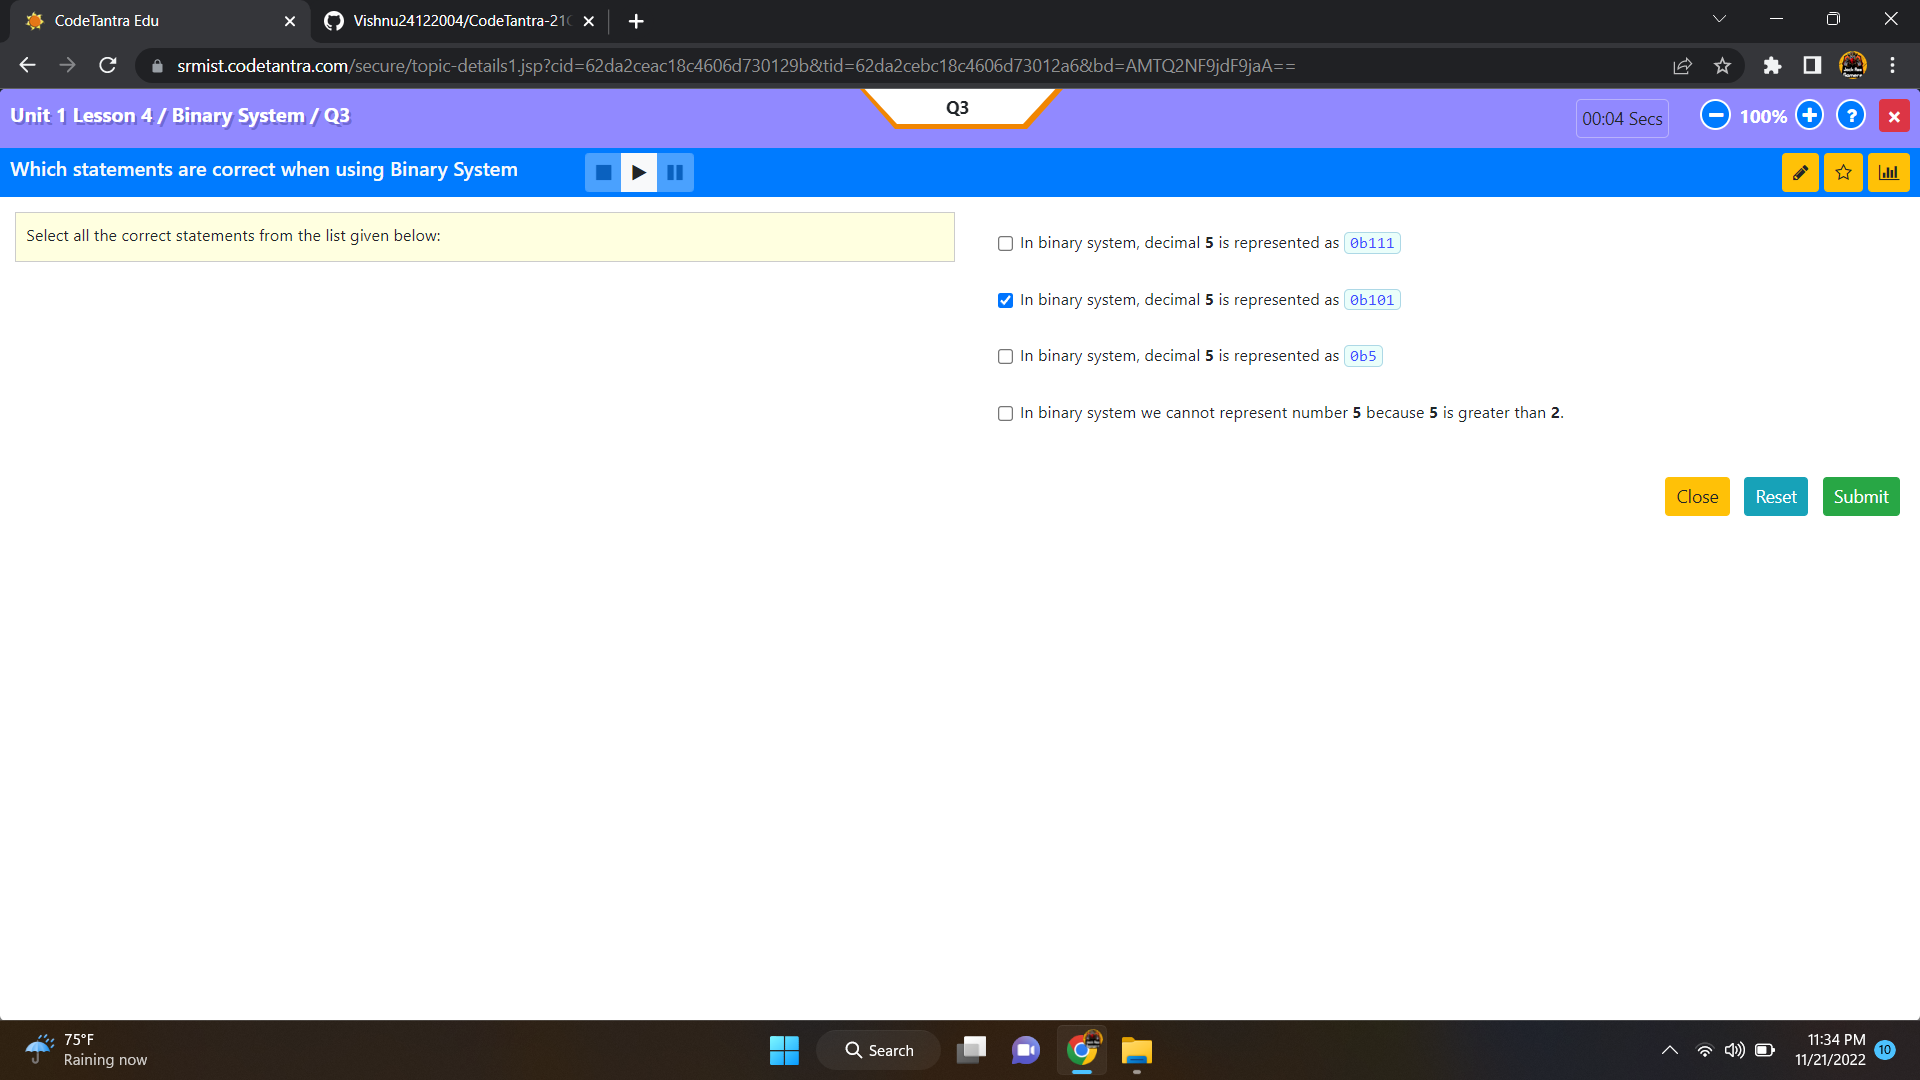 CodeTantra Edu
Vishnu24122004/CodeTantra-21
srmist.codetantra.com/secure/topic-details1.jsp?cid=62da2ceac18c4606d730129b&tid=62da2cebc18c4606d73012a6&bd=AMTQ2NF9jdF9jaA==
Unit 1 Lesson 4 / Binary System / Q3
Q3
00:04 Secs
100%
?
Which statements are correct when using Binary System
Select all the correct statements from the list given below:
In binary system, decimal 5 is represented as 0b111
In binary system, decimal 5 is represented as 0b101
In binary system, decimal 5 is represented as 0b5
In binary system we cannot represent number 5 because 5 is greater than 2.
Close Reset Submit
75°F
Raining now
Search
11:34 PM
11/21/2022
10